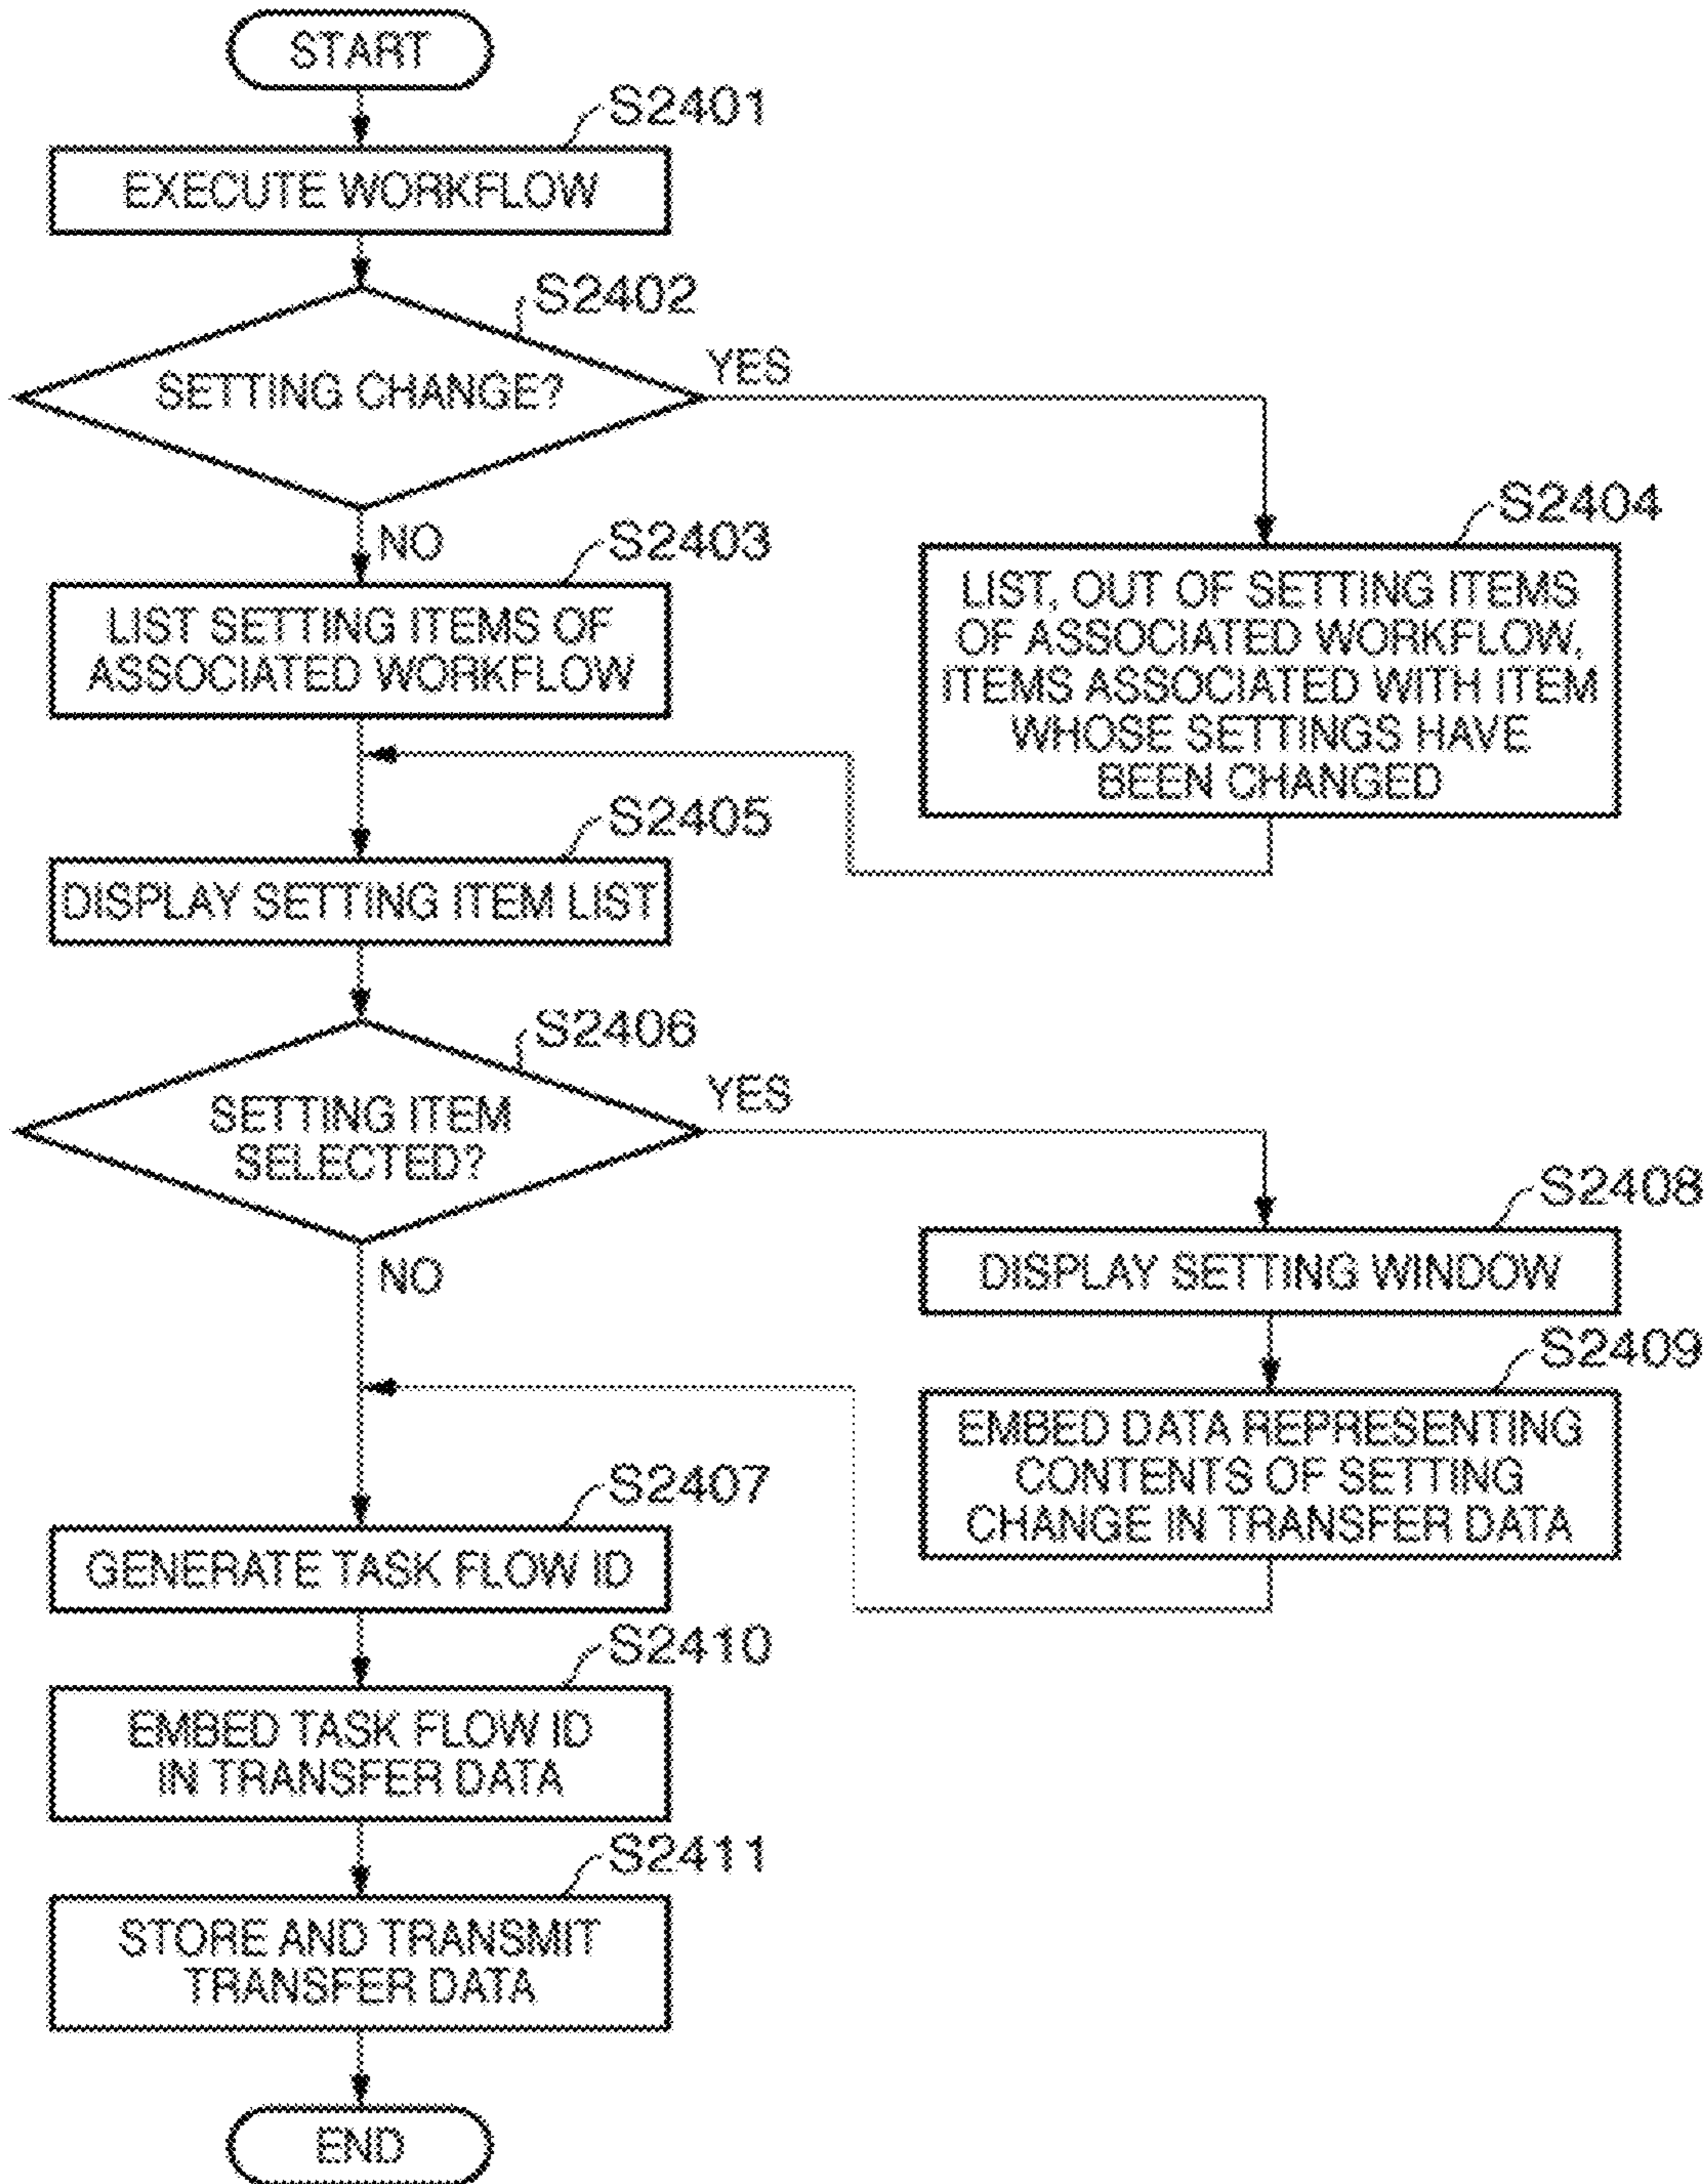 START
S2401
EXECUTE WORKFLOW
S2402
SETTING CHANGE?
YES
NO
S2403
LIST SETTING ITEMS OF
ASSOCIATED WORKFLOW
S2404
LIST, OUT OF SETTING ITEMS
OF ASSOCIATED WORKFLOW,
ITEMS ASSOCIATED WITH ITEM
WHOSE SETTINGS HAVE
BEEN CHANGED
S2405
DISPLAY SETTING ITEM LIST
S2406
SETTING ITEM
SELECTED?
YES
NO
S2408
DISPLAY SETTING WINDOW
S2409
EMBED DATA REPRESENTING
CONTENTS OF SETTING
CHANGE IN TRANSFER DATA
S2407
GENERATE TASK FLOW ID
S2410
EMBED TASK FLOW ID
IN TRANSFER DATA
S2411
STORE AND TRANSMIT
TRANSFER DATA
END